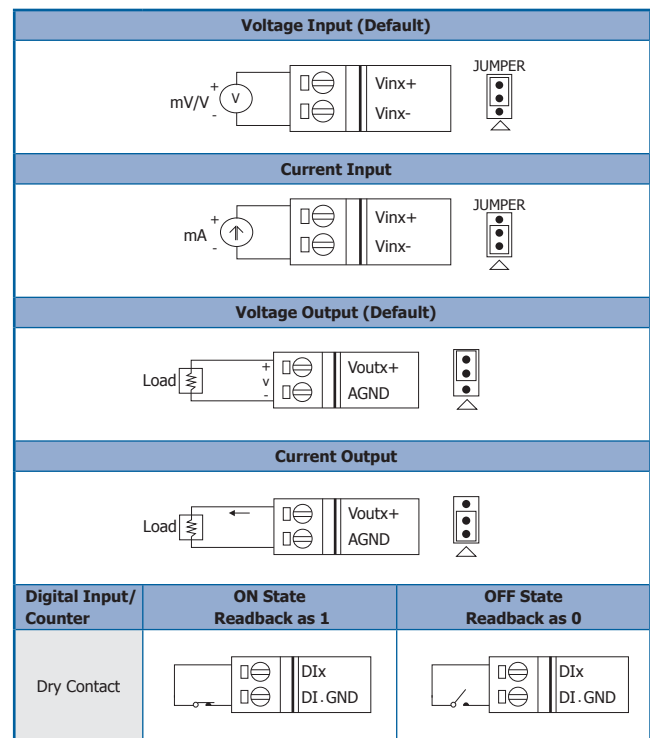 Voltage Input (Default)
JUMPER
+
mV/V
V
-
Vinx+
Vinx-
Current Input
JUMPER
+
mA
-
Vinx+
Vinx-
Voltage Output (Default)
Load
+
v
-
Voutx+
AGND
Current Output
Load
Voutx+
AGND
Digital Input/
Counter
ON State
Readback as 1
OFF State
Readback as 0
Dry Contact
DIx
DI.GND
DIx
DI.GND